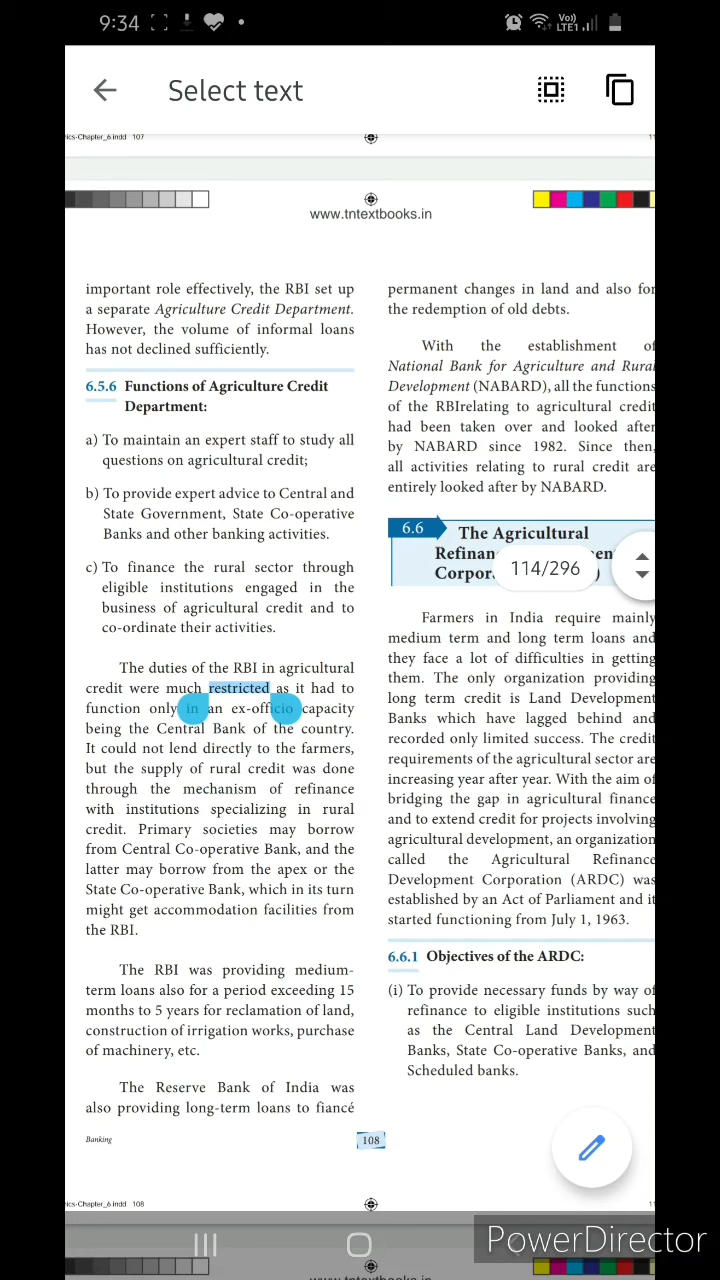 9:34
Vo))
LTE1
Select text
ics-Chapter_6.indd 107
11
www.tntextbooks.in
important role effectively, the RBI set up
a separate Agriculture Credit Department.
However, the volume of informal loans
has not declined sufficiently.
6.5.6 Functions of Agriculture Credit
Department:
a) To maintain an expert staff to study all
questions on agricultural credit;
b) To provide expert advice to Central and
State Government, State Co-operative
Banks and other banking activities.
c) To finance the rural sector through
eligible institutions engaged in the
business of agricultural credit and to
co-ordinate their activities.
The duties of the RBI in agricultural
credit were much restricted as it had to
function only in an ex-officio capacity
being the Central Bank of the country.
It could not lend directly to the farmers,
but the supply of rural credit was done
through the mechanism of refinance
with institutions specializing in rural
credit. Primary societies may borrow
from Central Co-operative Bank, and the
latter may borrow from the apex or the
State Co-operative Bank, which in its turn
might get accommodation facilities from
the RBI.
The RBI was providing medium-
term loans also for a period exceeding 15
months to 5 years for reclamation of land,
construction of irrigation works, purchase
of machinery, etc.
The Reserve Bank of India was
also providing long-term loans to fiancé
permanent changes in land and also for
the redemption of old debts.
With the establishment of
National Bank for Agriculture and Rural
Development (NABARD), all the functions
of the RBIrelating to agricultural credit
had been taken over and looked after
by NABARD since 1982. Since then,
all activities relating to rural credit are
entirely looked after by NABARD.
6.6 The Agricultural
Refinan en
Corpor )
114/296
Farmers in India require mainly
medium term and long term loans and
they face a lot of difficulties in getting
them. The only organization providing
long term credit is Land Development
Banks which have lagged behind and
recorded only limited success. The credit
requirements of the agricultural sector are
increasing year after year. With the aim of
bridging the gap in agricultural finance
and to extend credit for projects involving
agricultural development, an organization
called the Agricultural Refinance
Development Corporation (ARDC) was
established by an Act of Parliament and it
started functioning from July 1, 1963.
6.6.1 Objectives of the ARDC:
(i) To provide necessary funds by way of
refinance to eligible institutions such
as the Central Land Development
Banks, State Co-operative Banks, and
Scheduled banks.
Banking
108
ics-Chapter_6.indd 108
11
PowerDirector
www.tntextbooks.in